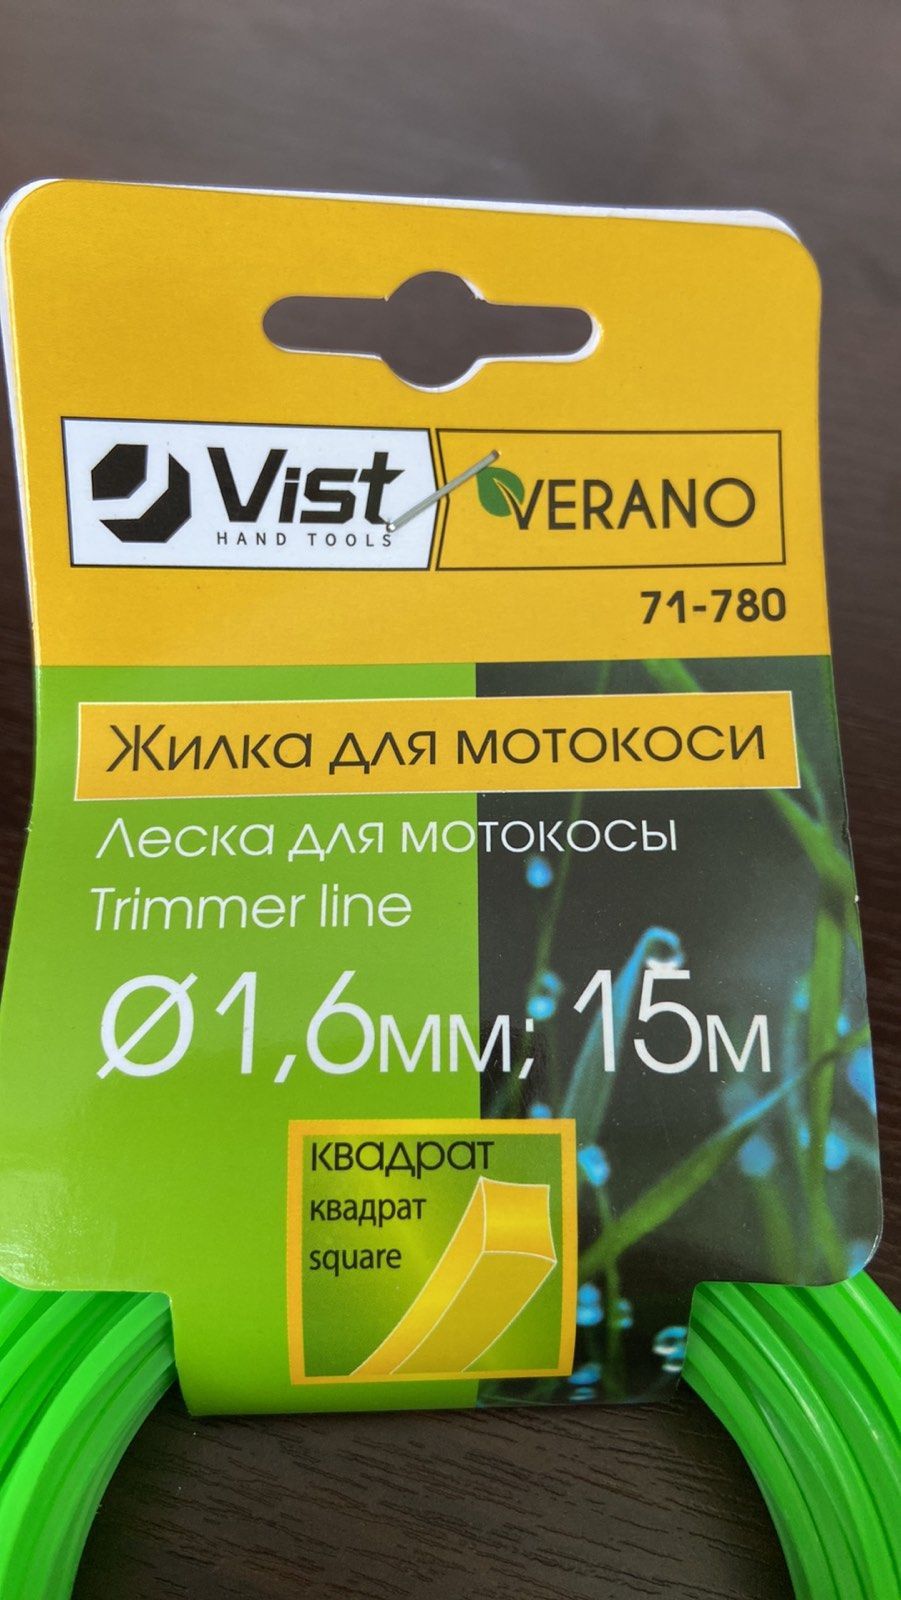 Vist
HAND TOOLS
VERANO
71-780
Жилка для мотокоси
Леска для мотокосы
Trimmer line
Ø1,6мм; 15м
квадрат
квадрат
square